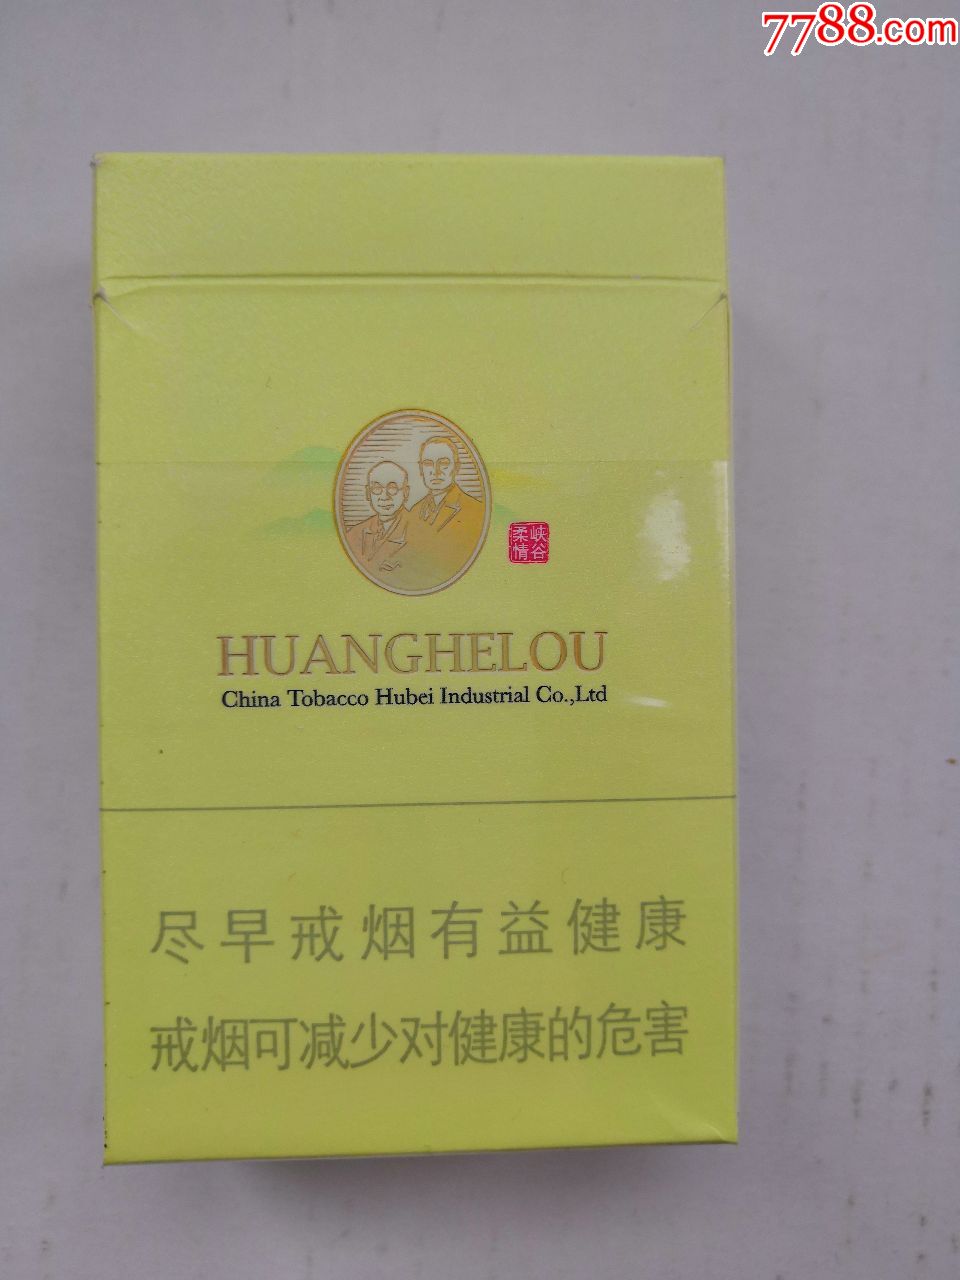 7788.com
峡谷
柔情
HUANGHELOU
China Tobacco Hubei Industrial Co.,Ltd
尽早戒烟有益健康
戒烟可减少对健康的危害